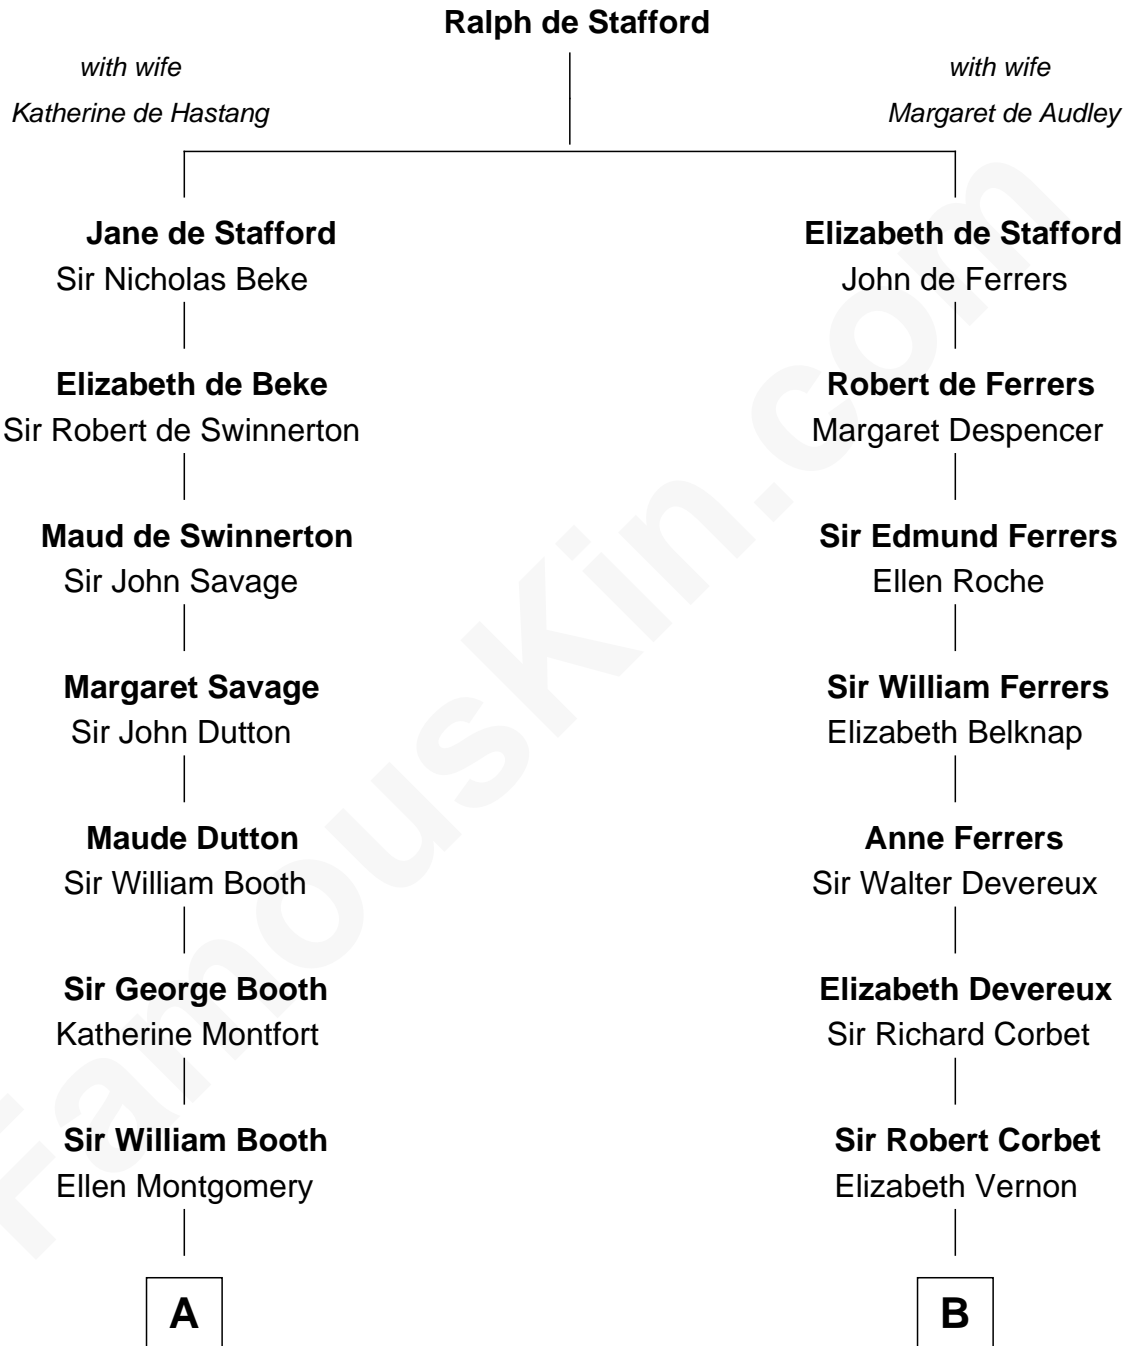 Ralph de Stafford
with wife
Katherine de Hastang
with wife
Margaret de Audley
Jane de Stafford
Sir Nicholas Beke
Elizabeth de Beke
Sir Robert de Swinnerton
Maud de Swinnerton
Sir John Savage
Margaret Savage
Sir John Dutton
Maude Dutton
Sir William Booth
Sir George Booth
Katherine Montfort
Sir William Booth
Ellen Montgomery
A
Elizabeth de Stafford
John de Ferrers
Robert de Ferrers
Margaret Despencer
Sir Edmund Ferrers
Ellen Roche
Sir William Ferrers
Elizabeth Belknap
Anne Ferrers
Sir Walter Devereux
Elizabeth Devereux
Sir Richard Corbet
Sir Robert Corbet
Elizabeth Vernon
B
FamousKin.com